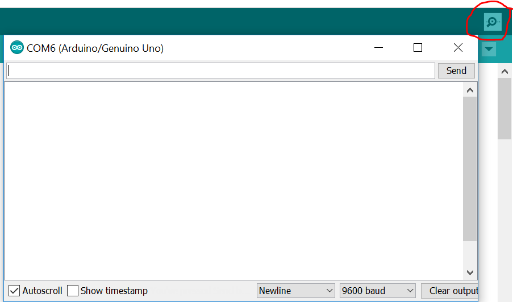 COM6 (Arduino/Genuino Uno)
Send
Autoscroll Show timestamp Newline 9600 baud Clear output